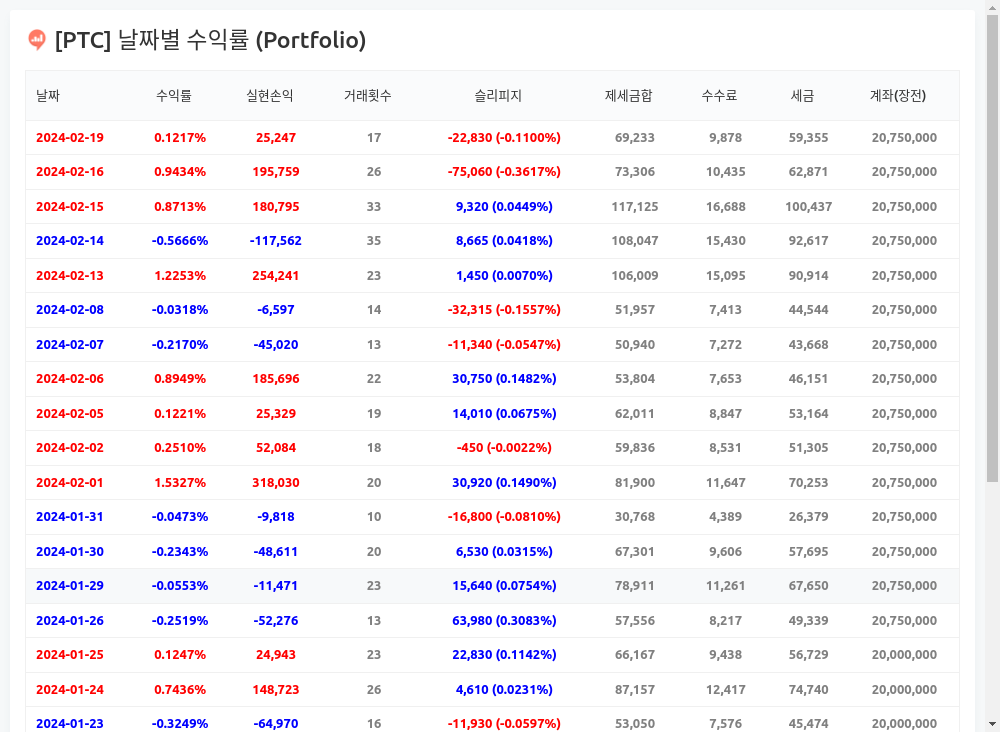 [PTC] 날짜별 수익률 (Portfolio)
날짜 수익률 실현손익 거래횟수 슬리피지 제세금합 수수료 세금 계좌(장전)
2024-02-19 0.1217% 25,247 17 -22,830 (-0.1100%) 69,233 9,878 59,355 20,750,000
2024-02-16 0.9434% 195,759 26 -75,060 (-0.3617%) 73,306 10,435 62,871 20,750,000
2024-02-15 0.8713% 180,795 33 9,320 (0.0449%) 117,125 16,688 100,437 20,750,000
2024-02-14 -0.5666% -117,562 35 8,665 (0.0418%) 108,047 15,430 92,617 20,750,000
2024-02-13 1.2253% 254,241 23 1,450 (0.0070%) 106,009 15,095 90,914 20,750,000
2024-02-08 -0.0318% -6,597 14 -32,315 (-0.1557%) 51,957 7,413 44,544 20,750,000
2024-02-07 -0.2170% -45,020 13 -11,340 (-0.0547%) 50,940 7,272 43,668 20,750,000
2024-02-06 0.8949% 185,696 22 30,750 (0.1482%) 53,804 7,653 46,151 20,750,000
2024-02-05 0.1221% 25,329 19 14,010 (0.0675%) 62,011 8,847 53,164 20,750,000
2024-02-02 0.2510% 52,084 18 -450 (-0.0022%) 59,836 8,531 51,305 20,750,000
2024-02-01 1.5327% 318,030 20 30,920 (0.1490%) 81,900 11,647 70,253 20,750,000
2024-01-31 -0.0473% -9,818 10 -16,800 (-0.0810%) 30,768 4,389 26,379 20,750,000
2024-01-30 -0.2343% -48,611 20 6,530 (0.0315%) 67,301 9,606 57,695 20,750,000
2024-01-29 -0.0553% -11,471 23 15,640 (0.0754%) 78,911 11,261 67,650 20,750,000
2024-01-26 -0.2519% -52,276 13 63,980 (0.3083%) 57,556 8,217 49,339 20,750,000
2024-01-25 0.1247% 24,943 23 22,830 (0.1142%) 66,167 9,438 56,729 20,000,000
2024-01-24 0.7436% 148,723 26 4,610 (0.0231%) 87,157 12,417 74,740 20,000,000
2024-01-23 -0.3249% -64,970 16 -11,930 (-0.0597%) 53,050 7,576 45,474 20,000,000